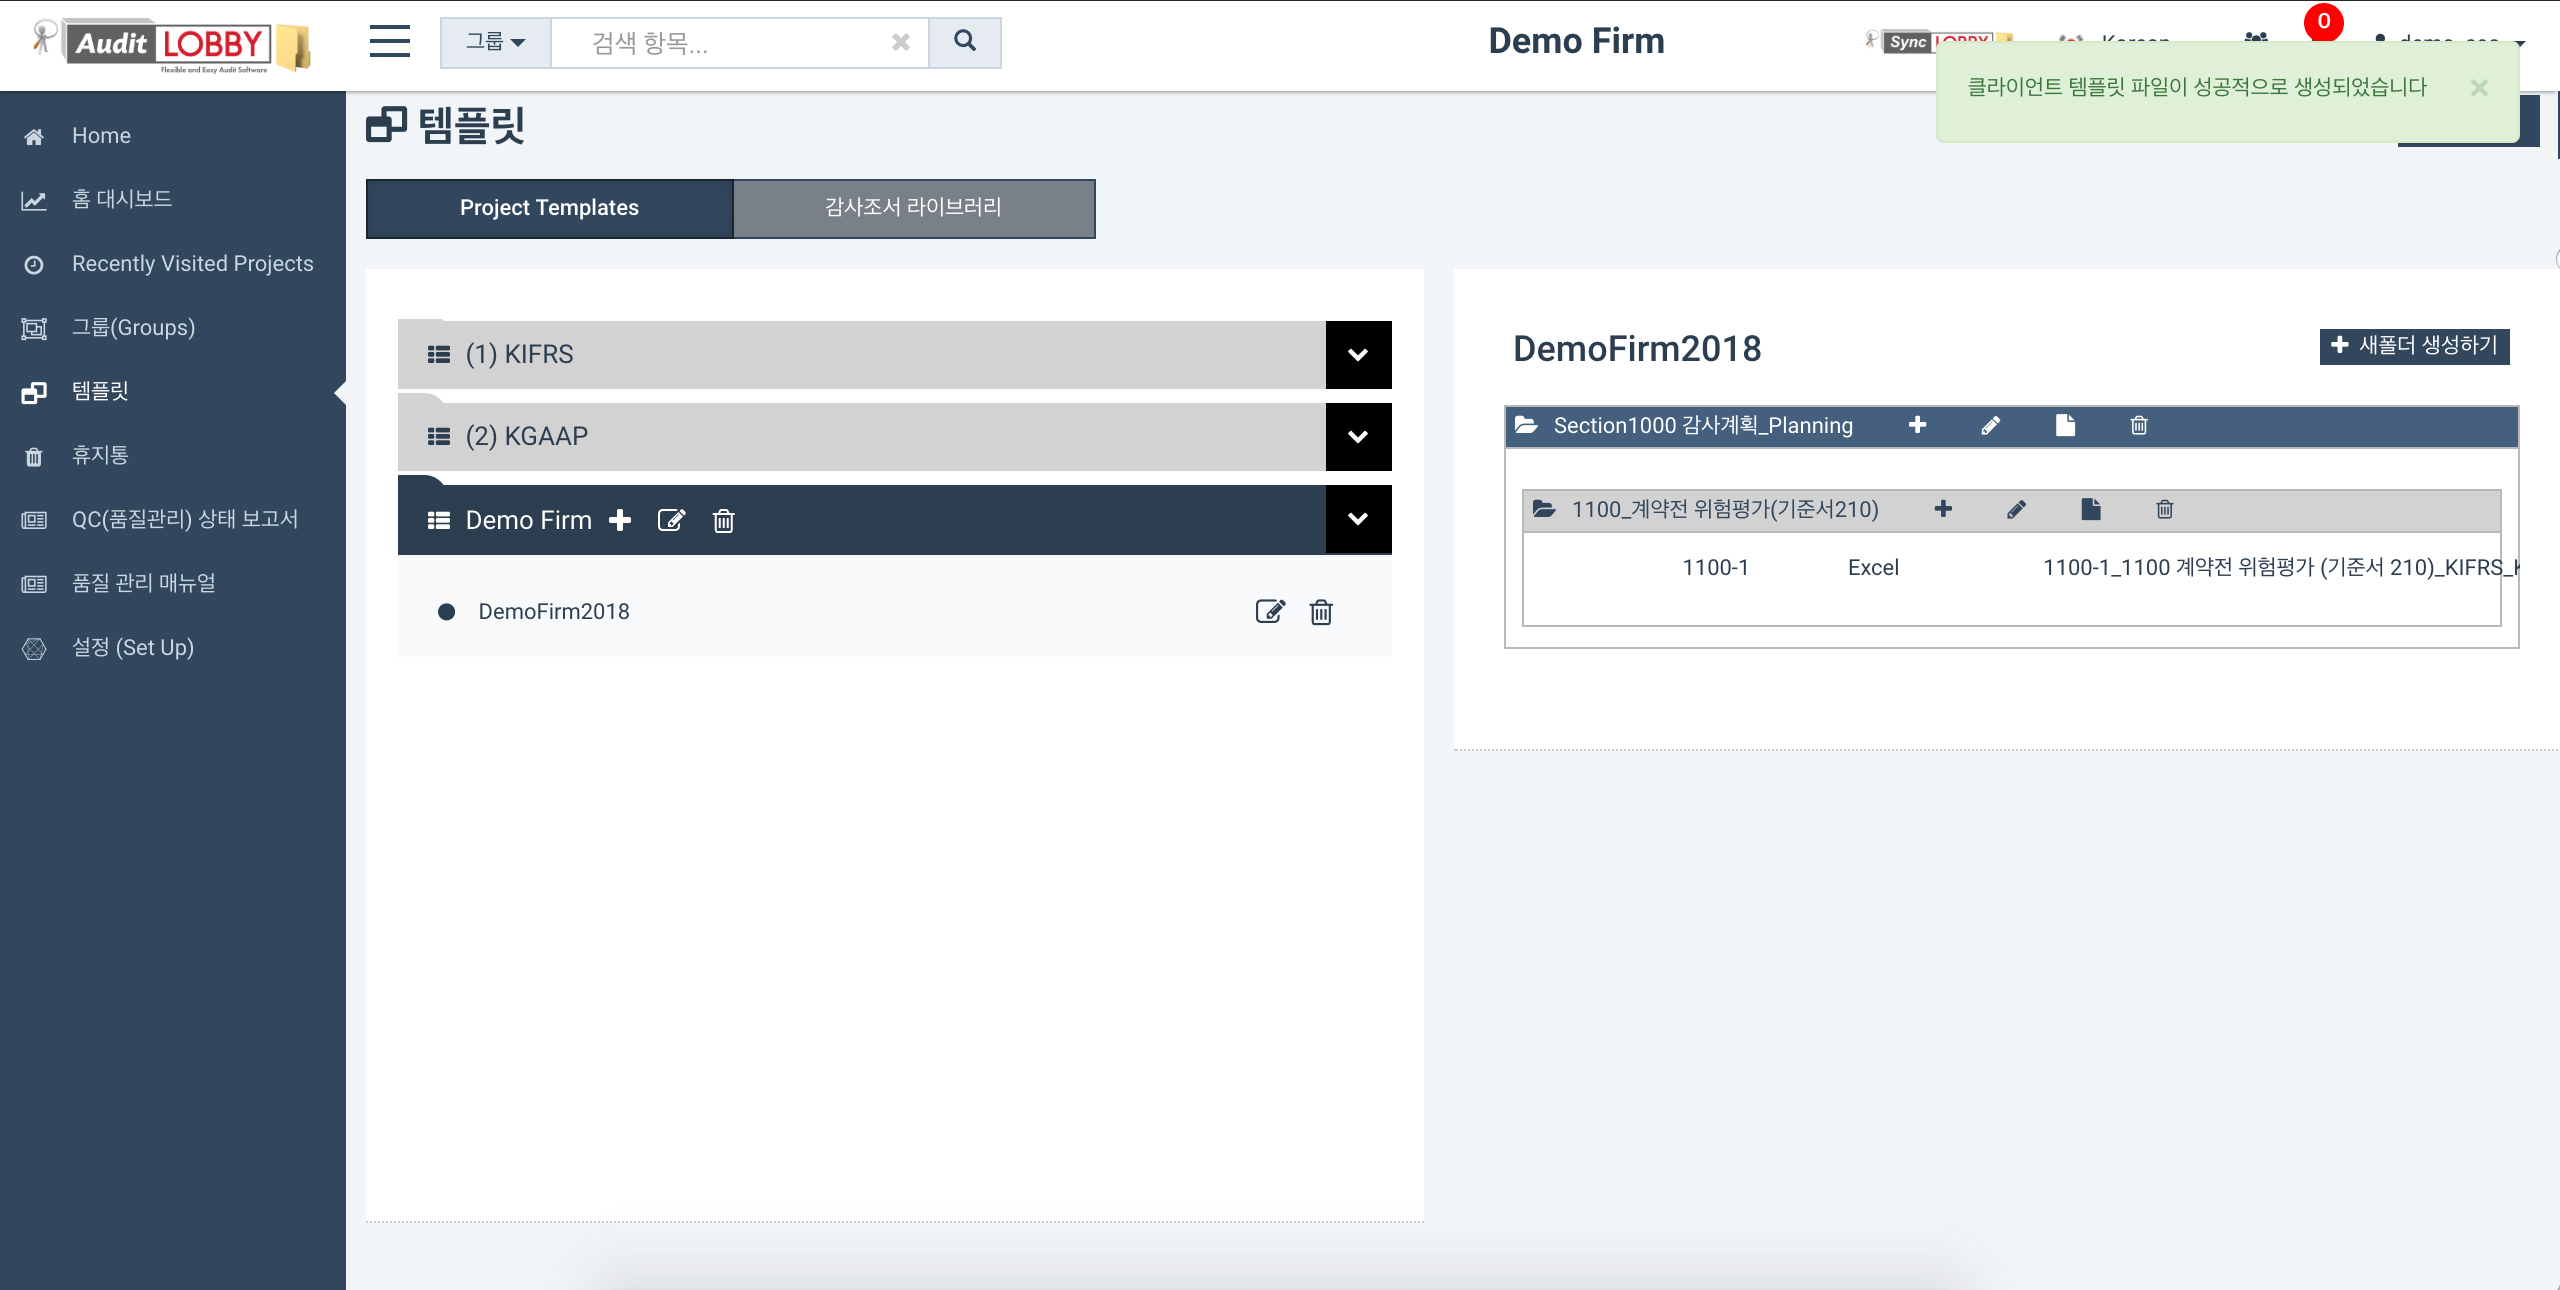 Audit LOBBY
Flexible and Easy Audit Software
그룹
검색 항목...
Demo Firm
Sync
0
클라이언트 템플릿 파일이 성공적으로 생성되었습니다
Home
홈 대시보드
Recently Visited Projects
그룹(Groups)
템플릿
휴지통
QC(품질관리) 상태 보고서
품질 관리 매뉴얼
설정 (Set Up)
템플릿
Project Templates
감사조서 라이브러리
(1) KIFRS
(2) KGAAP
Demo Firm
DemoFirm2018
DemoFirm2018
새폴더 생성하기
Section1000 감사계획_Planning
1100_계약전 위험평가(기준서210)
1100-1 Excel 1100-1_1100 계약전 위험평가 (기준서 210)_KIFRS_